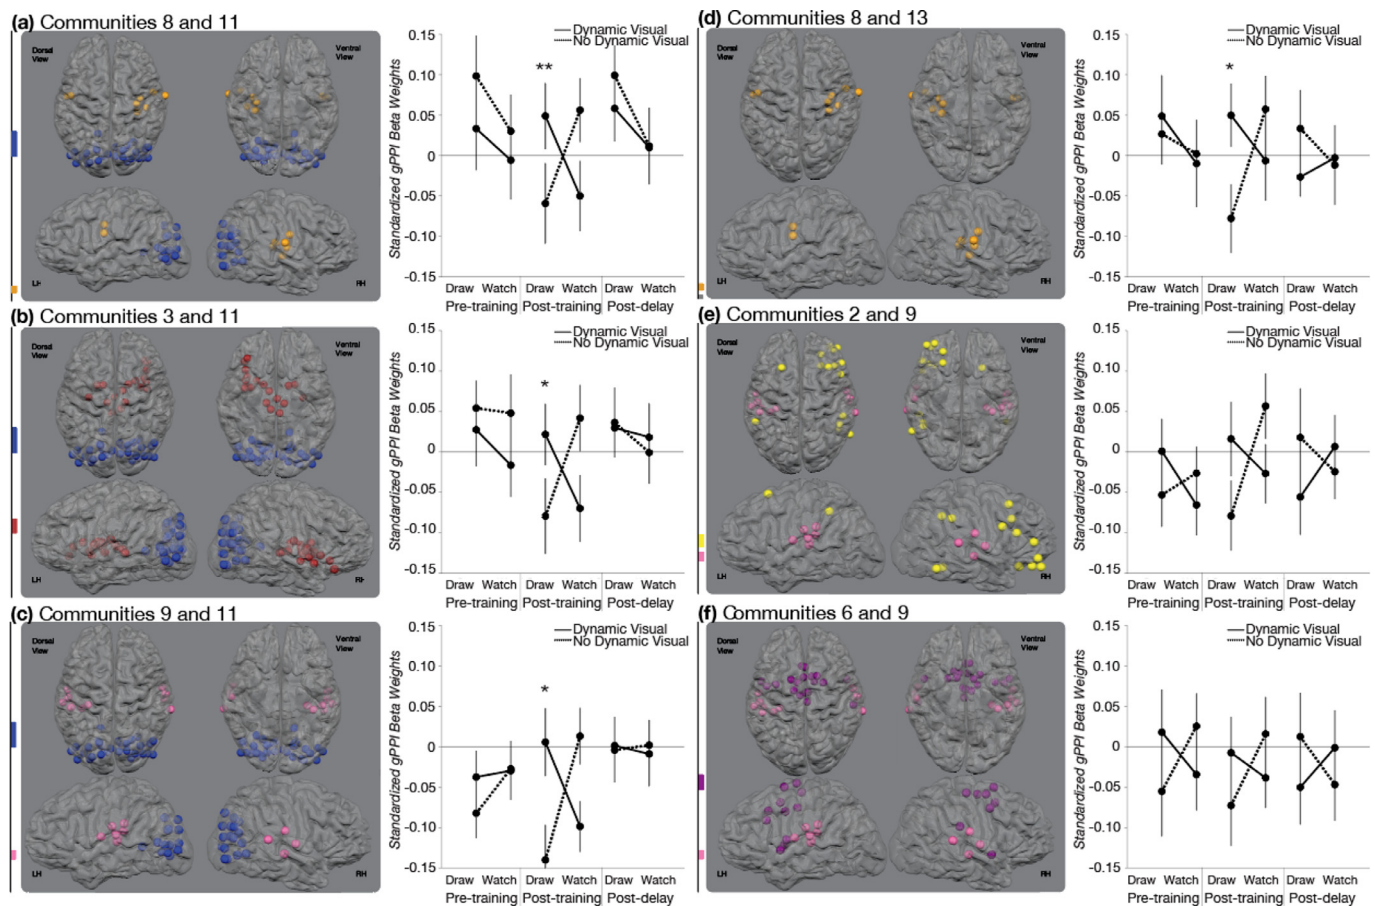 (a) Communities 8 and 11
Dorsal
View
Ventral
View
LH
RH
Standardized gPPI Beta Weights
Dynamic Visual
No Dynamic Visual
0.15
0.10
0.05
0
-0.05
-0.10
-0.15
**
Draw Watch Draw Watch Draw Watch
Pre-training Post-training Post-delay
(b) Communities 3 and 11
Dorsal
View
Ventral
View
LH
RH
Standardized gPPI Beta Weights
Dynamic Visual
No Dynamic Visual
0.15
0.10
0.05
0
-0.05
-0.10
-0.15
*
Draw Watch Draw Watch Draw Watch
Pre-training Post-training Post-delay
(c) Communities 9 and 11
Dorsal
View
Ventral
View
LH
RH
Standardized gPPI Beta Weights
Dynamic Visual
No Dynamic Visual
0.15
0.10
0.05
0
-0.05
-0.10
-0.15
*
Draw Watch Draw Watch Draw Watch
Pre-training Post-training Post-delay
(d) Communities 8 and 13
Dorsal
View
Ventral
View
LH
RH
Standardized gPPI Beta Weights
Dynamic Visual
No Dynamic Visual
0.15
0.10
0.05
0
-0.05
-0.10
-0.15
*
Draw Watch Draw Watch Draw Watch
Pre-training Post-training Post-delay
(e) Communities 2 and 9
Dorsal
View
Ventral
View
LH
RH
Standardized gPPI Beta Weights
Dynamic Visual
No Dynamic Visual
0.15
0.10
0.05
0
-0.05
-0.10
-0.15
Draw Watch Draw Watch Draw Watch
Pre-training Post-training Post-delay
(f) Communities 6 and 9
Dorsal
View
Ventral
View
LH
RH
Standardized gPPI Beta Weights
Dynamic Visual
No Dynamic Visual
0.15
0.10
0.05
0
-0.05
-0.10
-0.15
Draw Watch Draw Watch Draw Watch
Pre-training Post-training Post-delay